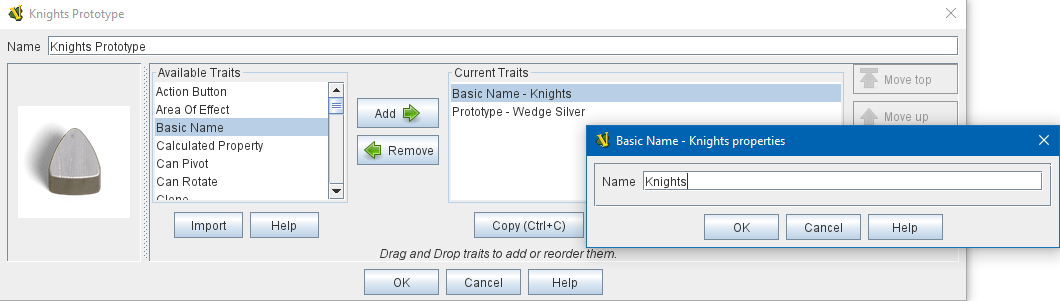 Knights Prototype
Name Knights Prototype
Available Traits
Action Button
Area Of Effect
Basic Name
Calculated Property
Can Pivot
Can Rotate
Clone
Import Help
Add
Remove
Current Traits
Basic Name - Knights
Prototype - Wedge Silver
Copy (Ctrl+C)
Move top
Move up
Drag and Drop traits to add or reorder them.
OK Cancel Help
Basic Name - Knights properties
Name Knights
OK Cancel Help